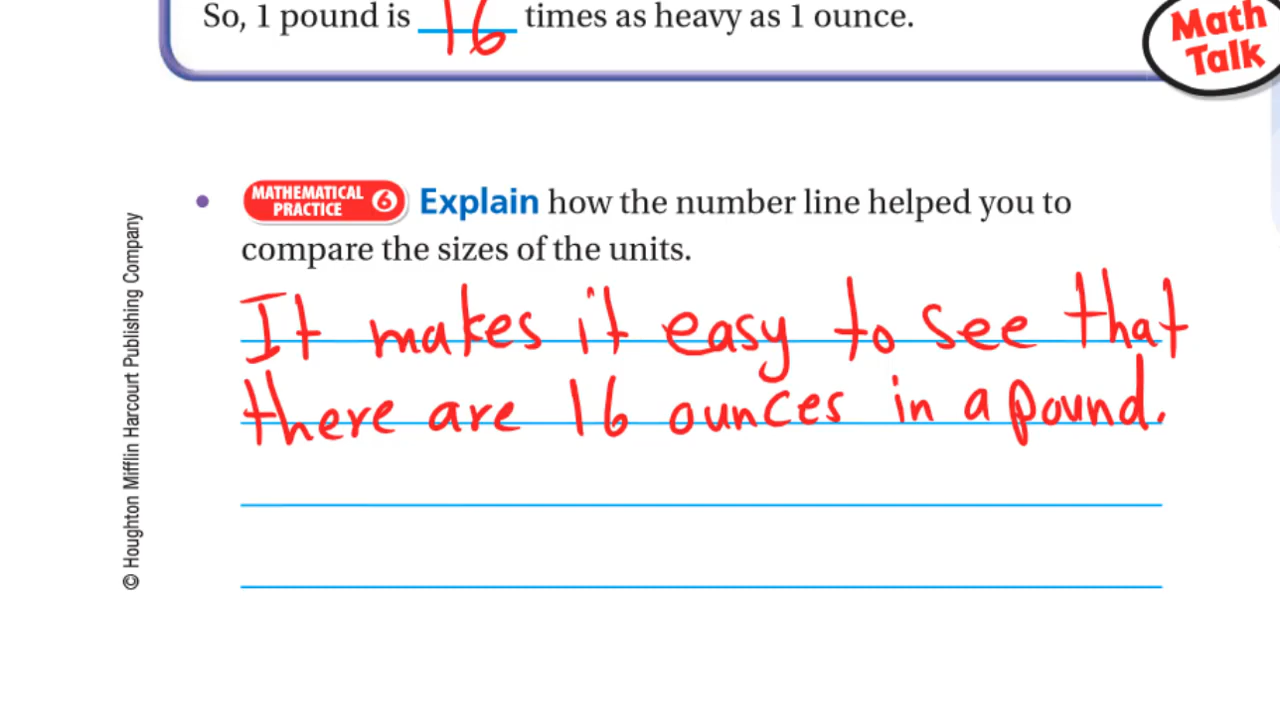 So, 1 pound is 16 times as heavy as 1 ounce.
Math
Talk
MATHEMATICAL
PRACTICE 6 Explain how the number line helped you to
compare the sizes of the units.
It makes it easy to see that
there are 16 ounces in a pound.
© Houghton Mifflin Harcourt Publishing Company